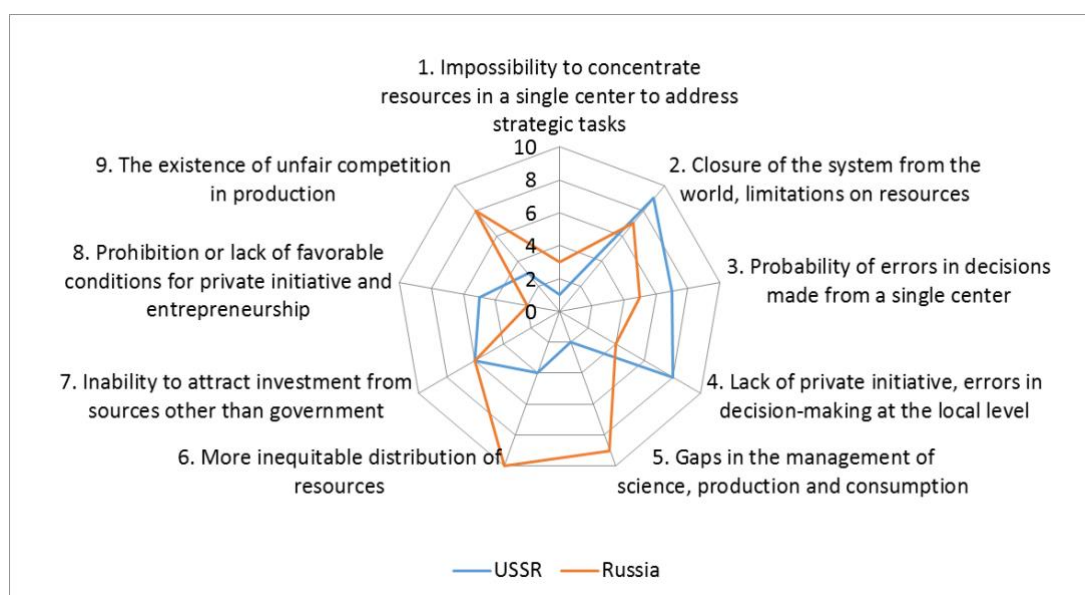 1. Impossibility to concentrate
resources in a single center to address
strategic tasks
10
8
6
4
2
0
2. Closure of the system from the
world, limitations on resources
3. Probability of errors in decisions
made from a single center
4. Lack of private initiative, errors in
decision-making at the local level
5. Gaps in the management of
science, production and consumption
6. More inequitable distribution of
resources
7. Inability to attract investment from
sources other than government
8. Prohibition or lack of favorable
conditions for private initiative and
entrepreneurship
9. The existence of unfair competition
in production
USSR
Russia